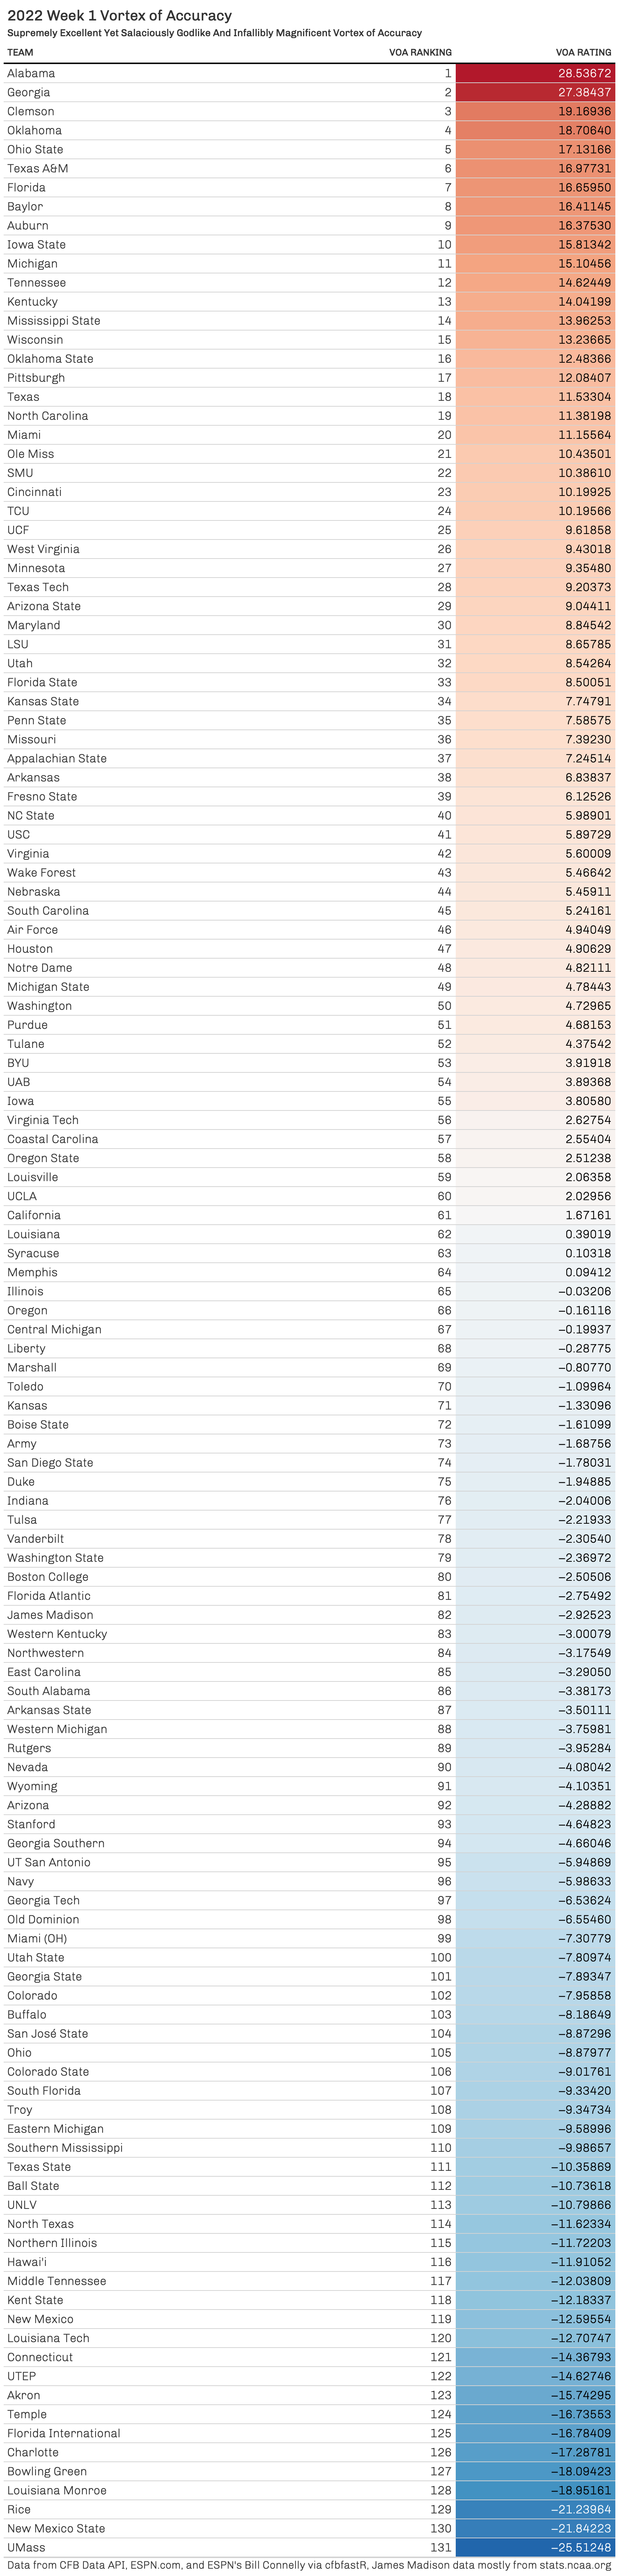 2022 Week 1 Vortex of Accuracy
Supremely Excellent Yet Salaciously Godlike And Infallibly Magnificent Vortex of Accuracy
TEAM VOA RANKING VOA RATING
Alabama 1 28.53672
Georgia 2 27.38437
Clemson 3 19.16936
Oklahoma 4 18.70640
Ohio State 5 17.13166
Texas A&M 6 16.97731
Florida 7 16.65950
Baylor 8 16.41145
Auburn 9 16.37530
Iowa State 10 15.81342
Michigan 11 15.10456
Tennessee 12 14.62449
Kentucky 13 14.04199
Mississippi State 14 13.96253
Wisconsin 15 13.23665
Oklahoma State 16 12.48366
Pittsburgh 17 12.08407
Texas 18 11.53304
North Carolina 19 11.38198
Miami 20 11.15564
Ole Miss 21 10.43501
SMU 22 10.38610
Cincinnati 23 10.19925
TCU 24 10.19566
UCF 25 9.61858
West Virginia 26 9.43018
Minnesota 27 9.35480
Texas Tech 28 9.20373
Arizona State 29 9.04411
Maryland 30 8.84542
LSU 31 8.65785
Utah 32 8.54264
Florida State 33 8.50051
Kansas State 34 7.74791
Penn State 35 7.58575
Missouri 36 7.39230
Appalachian State 37 7.24514
Arkansas 38 6.83837
Fresno State 39 6.12526
NC State 40 5.98901
USC 41 5.89729
Virginia 42 5.60009
Wake Forest 43 5.46642
Nebraska 44 5.45911
South Carolina 45 5.24161
Air Force 46 4.94049
Houston 47 4.90629
Notre Dame 48 4.82111
Michigan State 49 4.78443
Washington 50 4.72965
Purdue 51 4.68153
Tulane 52 4.37542
BYU 53 3.91918
UAB 54 3.89368
Iowa 55 3.80580
Virginia Tech 56 2.62754
Coastal Carolina 57 2.55404
Oregon State 58 2.51238
Louisville 59 2.06358
UCLA 60 2.02956
California 61 1.67161
Louisiana 62 0.39019
Syracuse 63 0.10318
Memphis 64 0.09412
Illinois 65 −0.03206
Oregon 66 −0.16116
Central Michigan 67 −0.19937
Liberty 68 −0.28775
Marshall 69 −0.80770
Toledo 70 −1.09964
Kansas 71 −1.33096
Boise State 72 −1.61099
Army 73 −1.68756
San Diego State 74 −1.78031
Duke 75 −1.94885
Indiana 76 −2.04006
Tulsa 77 −2.21933
Vanderbilt 78 −2.30540
Washington State 79 −2.36972
Boston College 80 −2.50506
Florida Atlantic 81 −2.75492
James Madison 82 −2.92523
Western Kentucky 83 −3.00079
Northwestern 84 −3.17549
East Carolina 85 −3.29050
South Alabama 86 −3.38173
Arkansas State 87 −3.50111
Western Michigan 88 −3.75981
Rutgers 89 −3.95284
Nevada 90 −4.08042
Wyoming 91 −4.10351
Arizona 92 −4.28882
Stanford 93 −4.64823
Georgia Southern 94 −4.66046
UT San Antonio 95 −5.94869
Navy 96 −5.98633
Georgia Tech 97 −6.53624
Old Dominion 98 −6.55460
Miami (OH) 99 −7.30779
Utah State 100 −7.80974
Georgia State 101 −7.89347
Colorado 102 −7.95858
Buffalo 103 −8.18649
San José State 104 −8.87296
Ohio 105 −8.87977
Colorado State 106 −9.01761
South Florida 107 −9.33420
Troy 108 −9.34734
Eastern Michigan 109 −9.58996
Southern Mississippi 110 −9.98657
Texas State 111 −10.35869
Ball State 112 −10.73618
UNLV 113 −10.79866
North Texas 114 −11.62334
Northern Illinois 115 −11.72203
Hawai'i 116 −11.91052
Middle Tennessee 117 −12.03809
Kent State 118 −12.18337
New Mexico 119 −12.59554
Louisiana Tech 120 −12.70747
Connecticut 121 −14.36793
UTEP 122 −14.62746
Akron 123 −15.74295
Temple 124 −16.73553
Florida International 125 −16.78409
Charlotte 126 −17.28781
Bowling Green 127 −18.09423
Louisiana Monroe 128 −18.95161
Rice 129 −21.23964
New Mexico State 130 −21.84223
UMass 131 −25.51248
Data from CFB Data API, ESPN.com, and ESPN's Bill Connelly via cfbfastR, James Madison data mostly from stats.ncaa.org